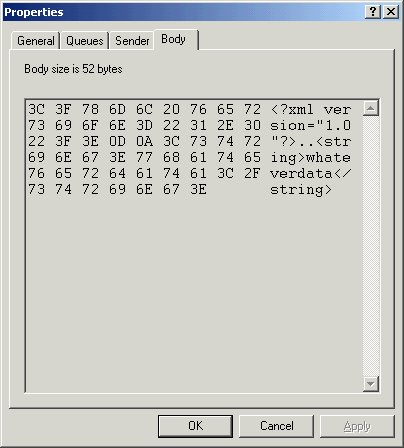 Properties
General Queues Sender Body
Body size is 52 bytes
3C 3F 78 6D 6C 20 76 65 72 <?xml ver
73 69 6F 6E 3D 22 31 2E 30 sion="1.0
22 3F 3E 0D 0A 3C 73 74 72 "?>..<str
69 6E 67 3E 77 68 61 74 65 ing>whate
76 65 72 64 61 74 61 3C 2F verdata</
73 74 72 69 6E 67 3E string>
OK Cancel Apply